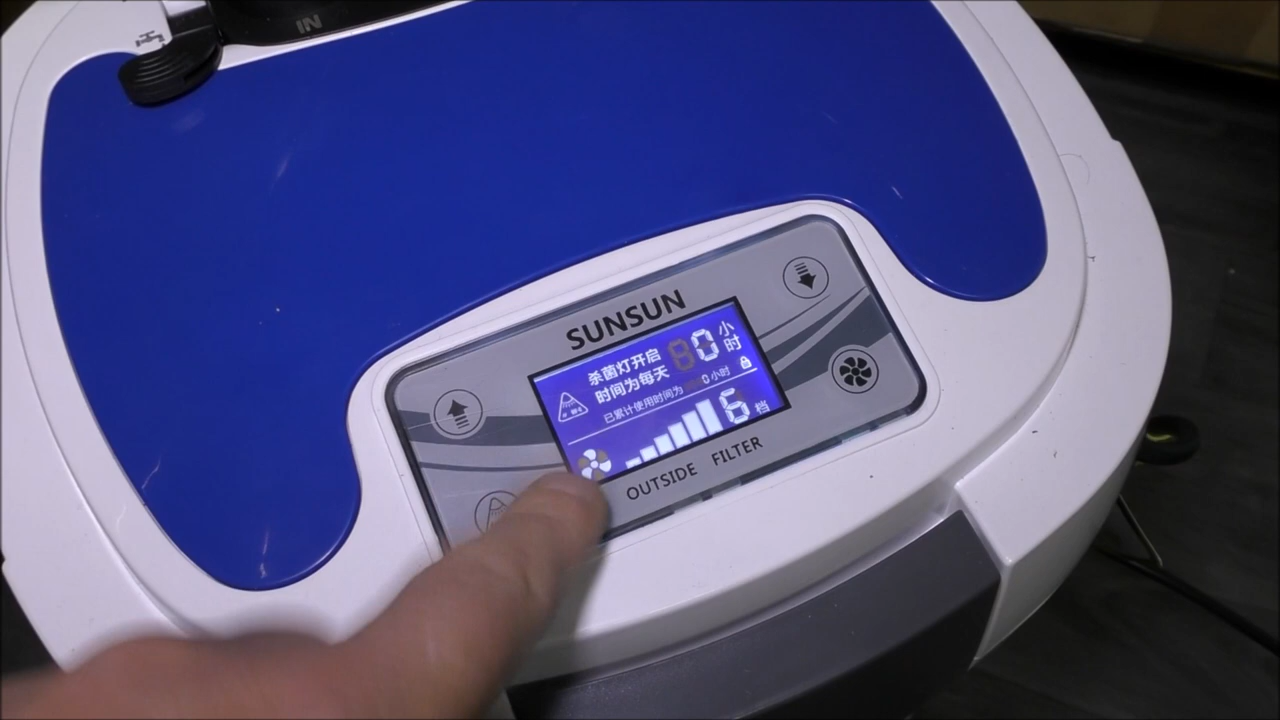 IN
SUNSUN
杀菌灯开启
时间为每天 0 小时
已累计使用时间为 0 小时
6 档
OUTSIDE FILTER